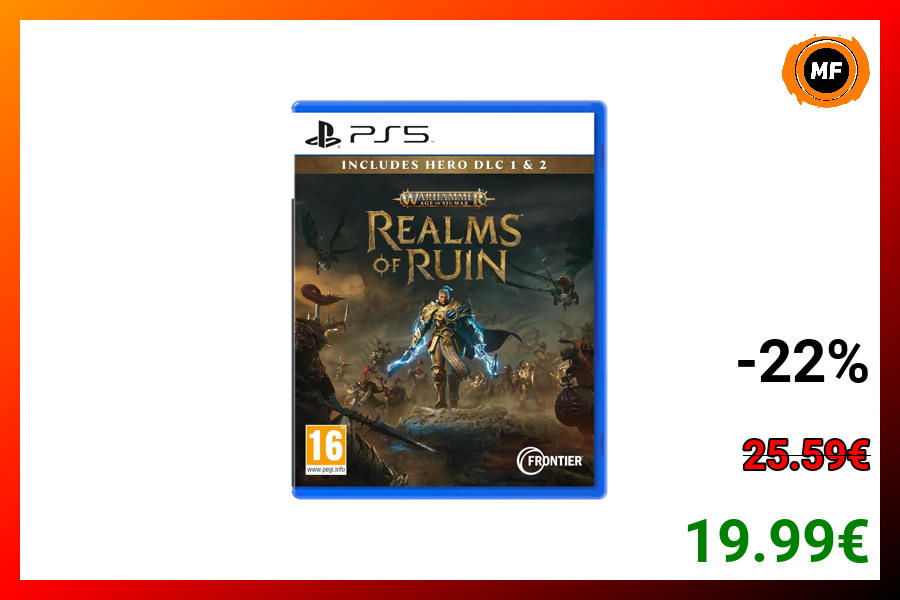 MF
PS5
INCLUDES HERO DLC 1 & 2
WARHAMMER
AGE OF SIGMAR
REALMS
OF RUIN
-22%
25.59€
16
www.pegi.info
FRONTIER
19.99€